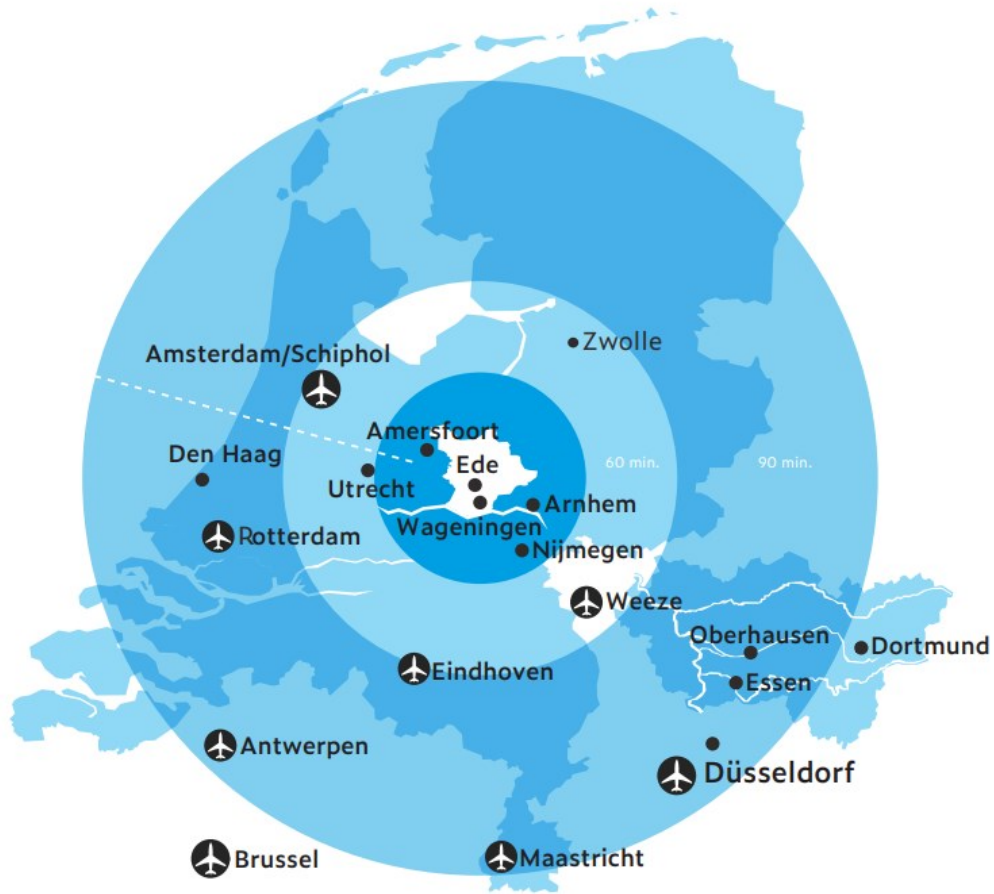 Zwolle
Amsterdam/Schiphol
Amersfoort
Den Haag
Ede
60 min.
90 min.
Utrecht
Arnhem
Wageningen
Rotterdam
Nijmegen
Weeze
Oberhausen
Dortmund
Eindhoven
Essen
Antwerpen
Düsseldorf
Brussel
Maastricht